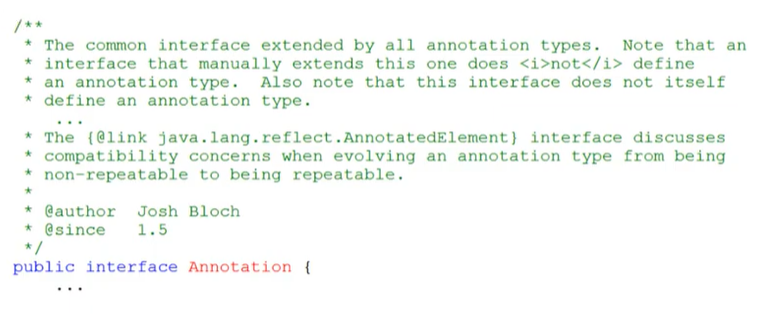 /**
 * The common interface extended by all annotation types.  Note that an
 * interface that manually extends this one does <i>not</i> define
 * an annotation type.  Also note that this interface does not itself
 * define an annotation type.
    ...
 * The {@link java.lang.reflect.AnnotatedElement} interface discusses
 * compatibility concerns when evolving an annotation type from being
 * non-repeatable to being repeatable.
 *
 * @author  Josh Bloch
 * @since   1.5
 */
public interface Annotation {
    ...